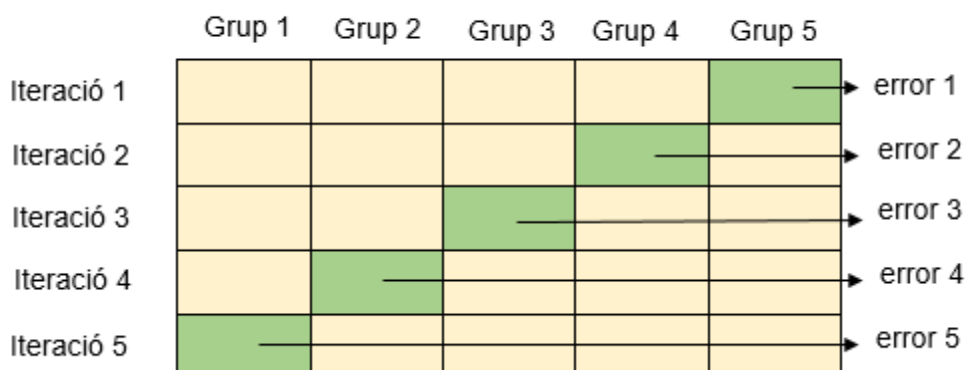 Grup 1 Grup 2 Grup 3 Grup 4 Grup 5
Iteració 1 error 1
Iteració 2 error 2
Iteració 3 error 3
Iteració 4 error 4
Iteració 5 error 5